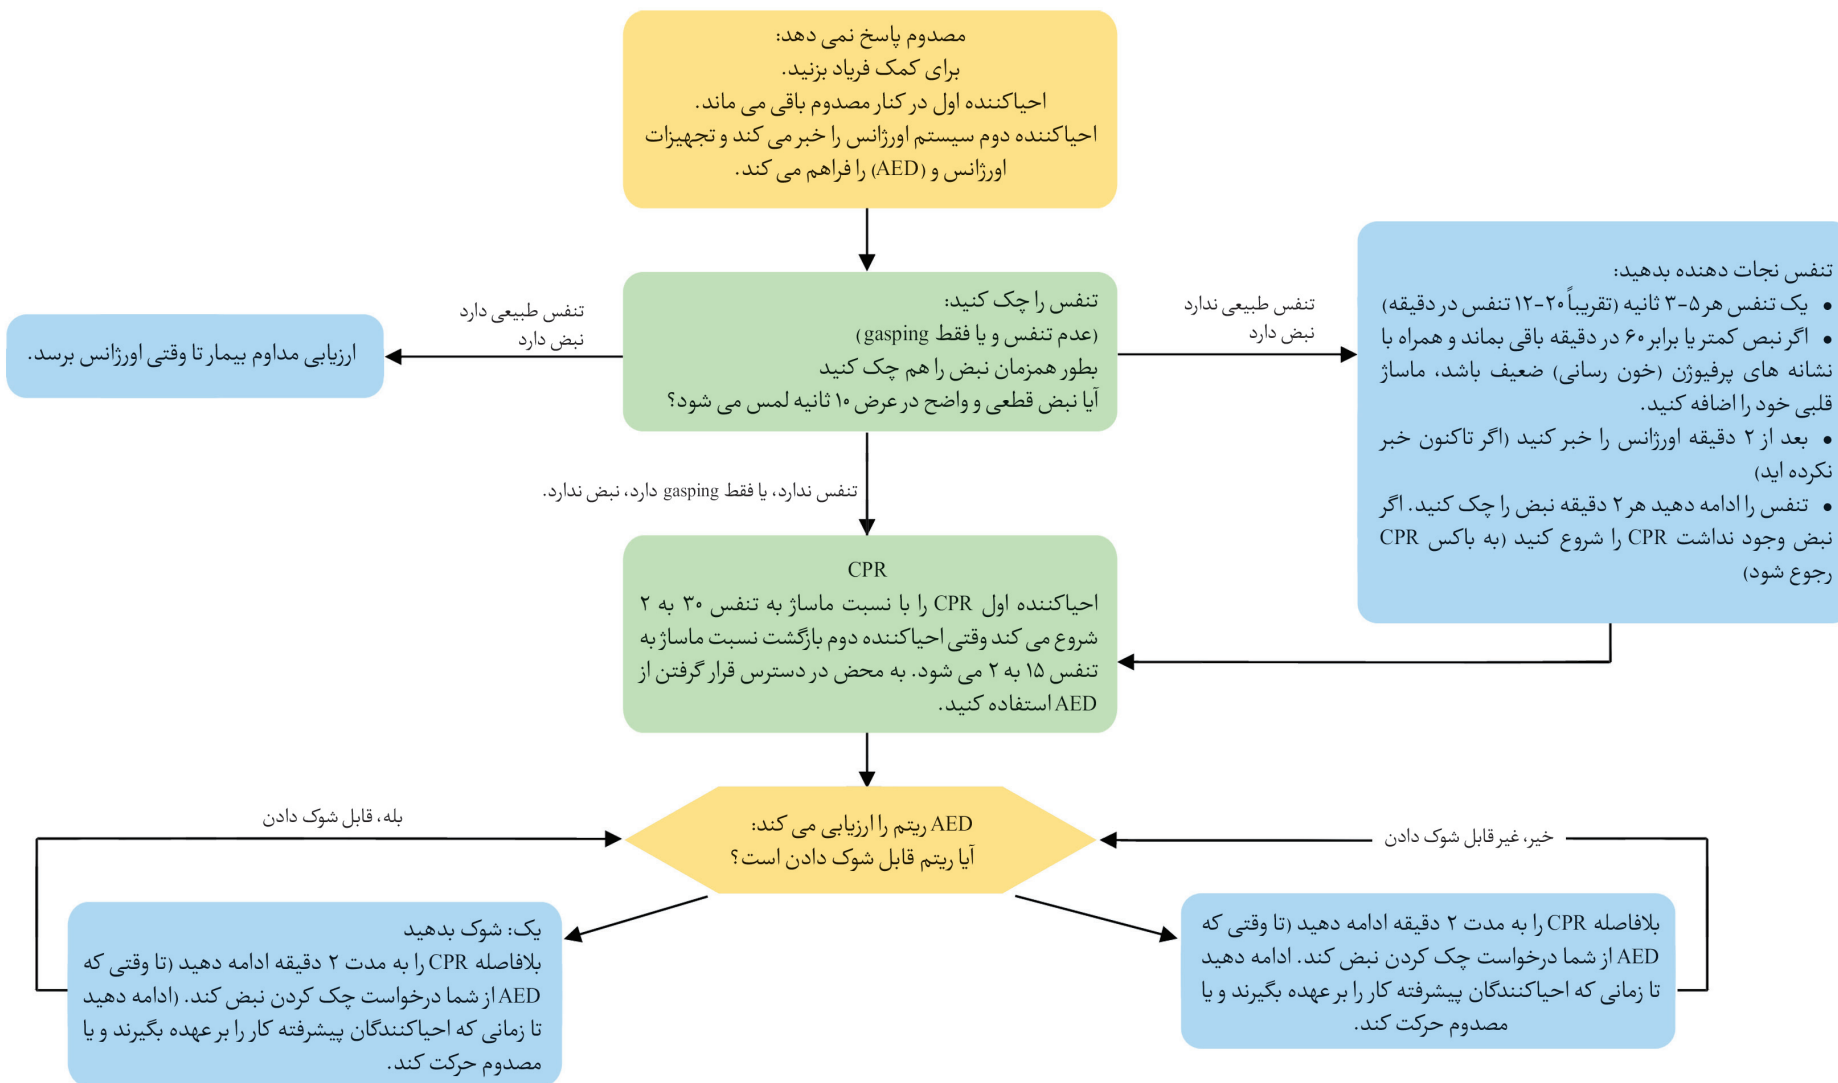 مصدوم پاسخ نمی دهد:
برای کمک فریاد بزنید.
احیاکننده اول در کنار مصدوم باقی می ماند.
احیاکننده دوم سیستم اورژانس را خبر می کند و تجهیزات
اورژانس و (AED) را فراهم می کند.
تنفس نجات دهنده بدهید:
• یک تنفس هر ۵-۳ ثانیه (تقریباً ۲۰-۱۲ تنفس در دقیقه)
• اگر نبص کمتر یا برابر ۶۰ در دقیقه باقی بماند و همراه با
نشانه های پرفیوژن (خون رسانی) ضعیف باشد، ماساژ
قلبی خود را اضافه کنید.
• بعد از ۲ دقیقه اورژانس را خبر کنید (اگر تاکنون خبر
نکرده اید)
• تنفس را ادامه دهید هر ۲ دقیقه نبض را چک کنید. اگر
نبض وجود نداشت CPR را شروع کنید (به باکس CPR
رجوع شود)
تنفس طبیعی ندارد
نبض دارد
تنفس را چک کنید:
(عدم تنفس و یا فقط gasping)
بطور همزمان نبض را هم چک کنید
آیا نبض قطعی و واضح در عرض ۱۰ ثانیه لمس می شود؟
تنفس طبیعی دارد
نبض دارد
ارزیابی مداوم بیمار تا وقتی اورژانس برسد.
تنفس ندارد، یا فقط gasping دارد، نبض ندارد.
CPR
احیاکننده اول CPR را با نسبت ماساژ به تنفس ۳۰ به ۲
شروع می کند وقتی احیاکننده دوم بازگشت نسبت ماساژ به
تنفس ۱۵ به ۲ می شود. به محض در دسترس قرار گرفتن از
AED استفاده کنید.
AED ریتم را ارزیابی می کند:
آیا ریتم قابل شوک دادن است؟
خیر، غیر قابل شوک دادن
بله، قابل شوک دادن
بلافاصله CPR را به مدت ۲ دقیقه ادامه دهید (تا وقتی که
AED از شما درخواست چک کردن نبض کند. ادامه دهید
تا زمانی که احیاکنندگان پیشرفته کار را بر عهده بگیرند و یا
مصدوم حرکت کند.
یک: شوک بدهید
بلافاصله CPR را به مدت ۲ دقیقه ادامه دهید (تا وقتی که
AED از شما درخواست چک کردن نبض کند. (ادامه دهید
تا زمانی که احیاکنندگان پیشرفته کار را بر عهده بگیرند و یا
مصدوم حرکت کند.